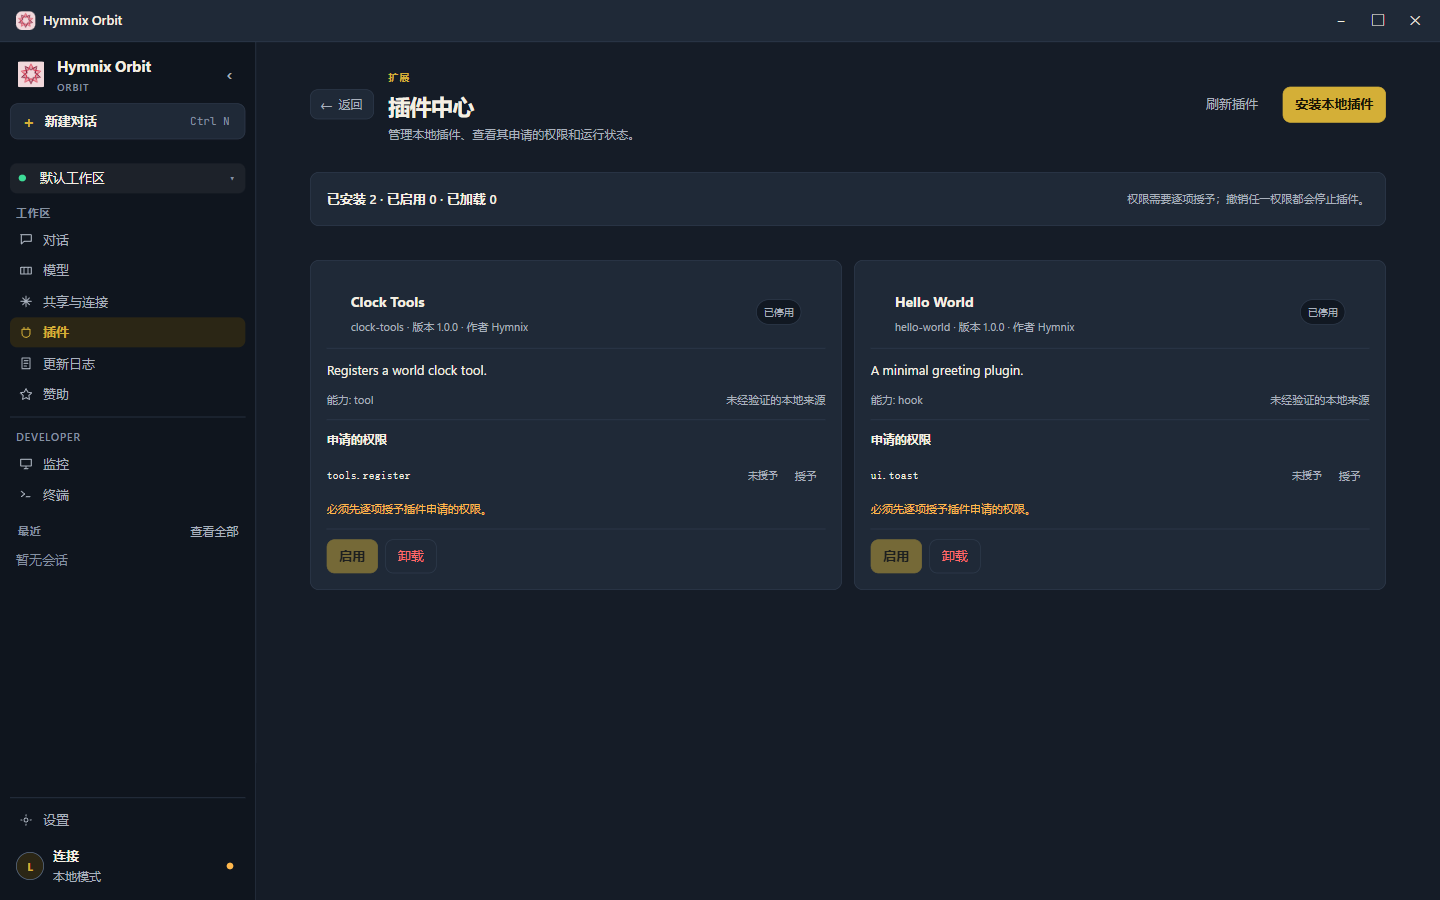 Hymnix Orbit
Hymnix Orbit
ORBIT
新建对话 Ctrl N
默认工作区
工作区
对话
模型
共享与连接
插件
更新日志
赞助
DEVELOPER
监控
终端
最近 查看全部
暂无会话
设置
L
连接
本地模式
← 返回
扩展
插件中心
管理本地插件、查看其申请的权限和运行状态。
刷新插件
安装本地插件
已安装 2 · 已启用 0 · 已加载 0
权限需要逐项授予；撤销任一权限都会停止插件。
Clock Tools
clock-tools · 版本 1.0.0 · 作者 Hymnix
已停用
Registers a world clock tool.
能力: tool 未经验证的本地来源
申请的权限
tools.register 未授予 授予
必须先逐项授予插件申请的权限。
启用 卸载
Hello World
hello-world · 版本 1.0.0 · 作者 Hymnix
已停用
A minimal greeting plugin.
能力: hook 未经验证的本地来源
申请的权限
ui.toast 未授予 授予
必须先逐项授予插件申请的权限。
启用 卸载